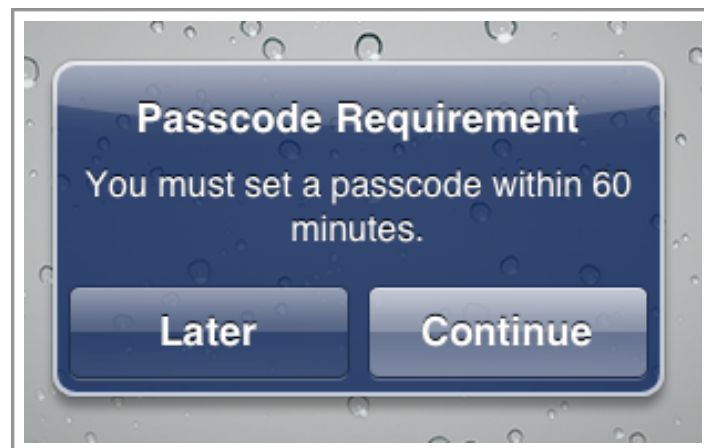 Passcode Requirement
You must set a passcode within 60
minutes.
Later
Continue